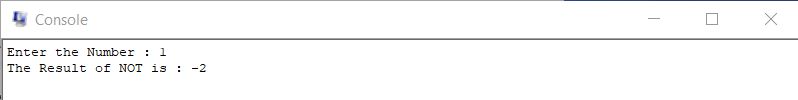 Console
Enter the Number : 1
The Result of NOT is : -2